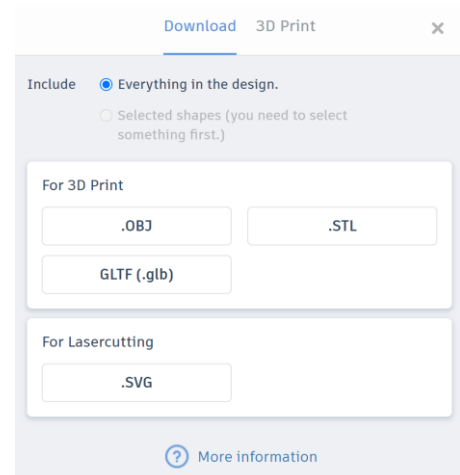 Download 3D Print ×
Include Everything in the design.
Selected shapes (you need to select
something first.)
For 3D Print
.OBJ .STL
GLTF (.glb)
For Lasercutting
.SVG
? More information